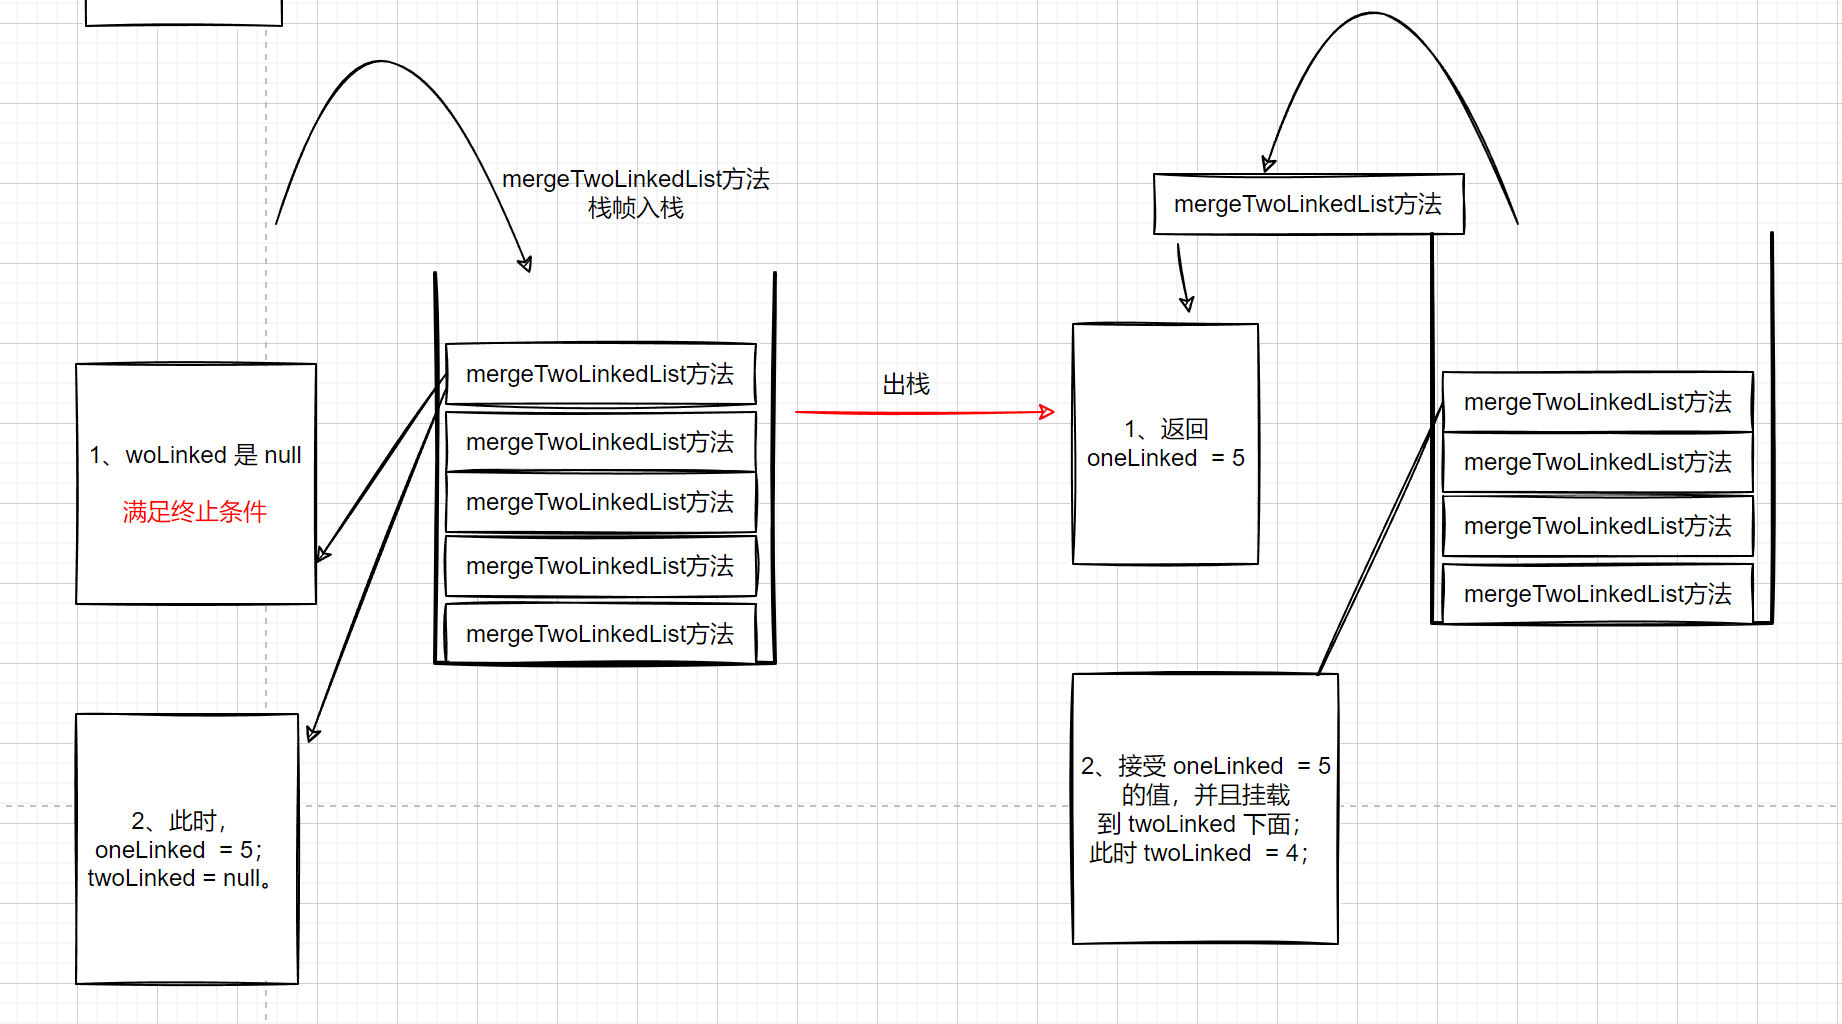 mergeTwoLinkedList方法
栈帧入栈
mergeTwoLinkedList方法
mergeTwoLinkedList方法
mergeTwoLinkedList方法
mergeTwoLinkedList方法
mergeTwoLinkedList方法
1、woLinked 是 null
满足终止条件
2、此时，
oneLinked = 5；
twoLinked = null。
出栈
mergeTwoLinkedList方法
1、返回
oneLinked = 5
mergeTwoLinkedList方法
mergeTwoLinkedList方法
mergeTwoLinkedList方法
mergeTwoLinkedList方法
2、接受 oneLinked = 5
的值，并且挂载
到 twoLinked 下面；
此时 twoLinked = 4；